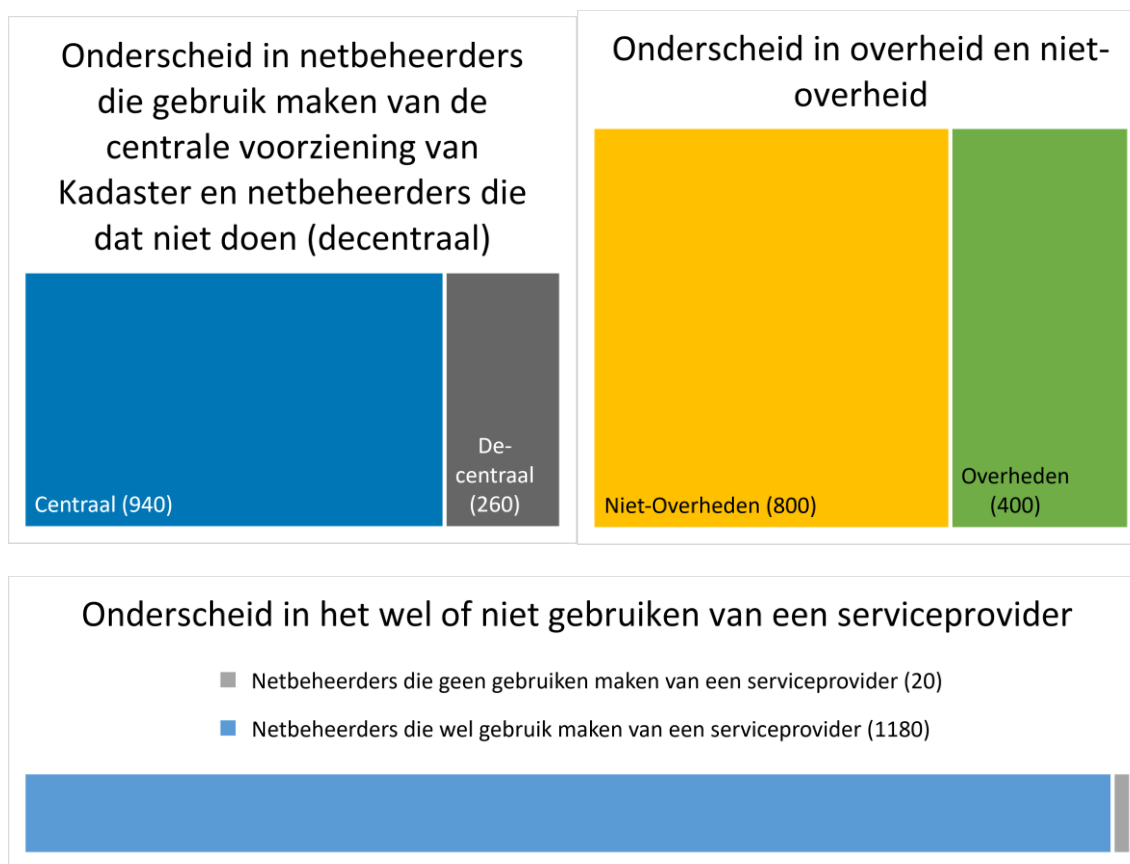 Onderscheid in netbeheerders
die gebruik maken van de
centrale voorziening van
Kadaster en netbeheerders die
dat niet doen (decentraal)
Centraal (940)
De-
centraal
(260)
Onderscheid in overheid en niet-
overheid
Niet-Overheden (800)
Overheden
(400)
Onderscheid in het wel of niet gebruiken van een serviceprovider
Netbeheerders die geen gebruiken maken van een serviceprovider (20)
Netbeheerders die wel gebruik maken van een serviceprovider (1180)